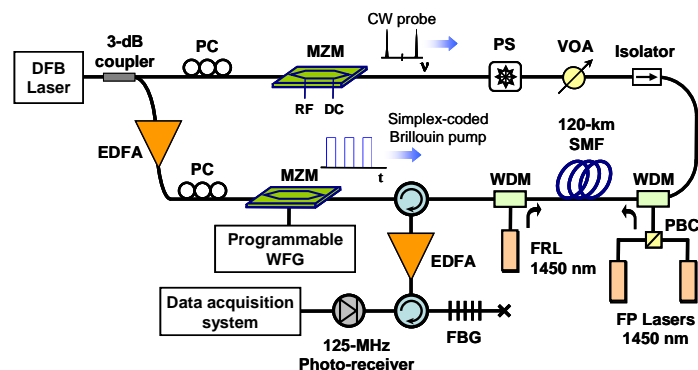 DFB
Laser
3-dB
coupler
PC
MZM
RF
DC
CW probe
ν
PS
VOA
Isolator
EDFA
PC
MZM
Simplex-coded
Brillouin pump
t
Programmable
WFG
WDM
FRL
1450 nm
120-km
SMF
WDM
PBC
FP Lasers
1450 nm
EDFA
Data acquisition
system
125-MHz
Photo-receiver
FBG